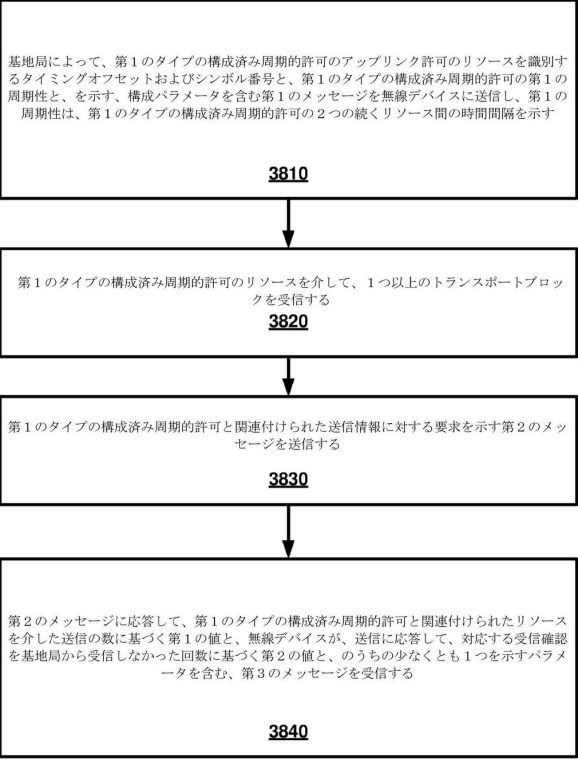 基地局によって、第１のタイプの構成済み周期的許可のアップリンク許可のリソースを識別す
るタイミングオフセットおよびシンボル番号と、第１のタイプの構成済み周期的許可の第１の
周期性と、を示す、構成パラメータを含む第１のメッセージを無線デバイスに送信し、第１の
周期性は、第１のタイプの構成済み周期的許可の２つの続くリソース間の時間間隔を示す
3810
第１のタイプの構成済み周期的許可のリソースを介して、１つ以上のトランスポートブロッ
クを受信する
3820
第１のタイプの構成済み周期的許可と関連付けられた送信情報に対する要求を示す第２のメッ
セージを送信する
3830
第２のメッセージに応答して、第１のタイプの構成済み周期的許可と関連付けられたリソース
を介した送信の数に基づく第１の値と、無線デバイスが、送信に応答して、対応する受信確認
を基地局から受信しなかった回数に基づく第２の値と、のうちの少なくとも１つを示すパラ
メータを含む、第３のメッセージを受信する
3840